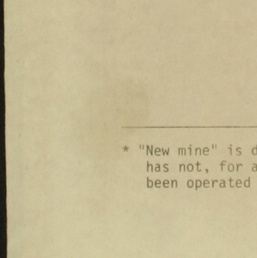 * "New mine" is
has not, for
been operated